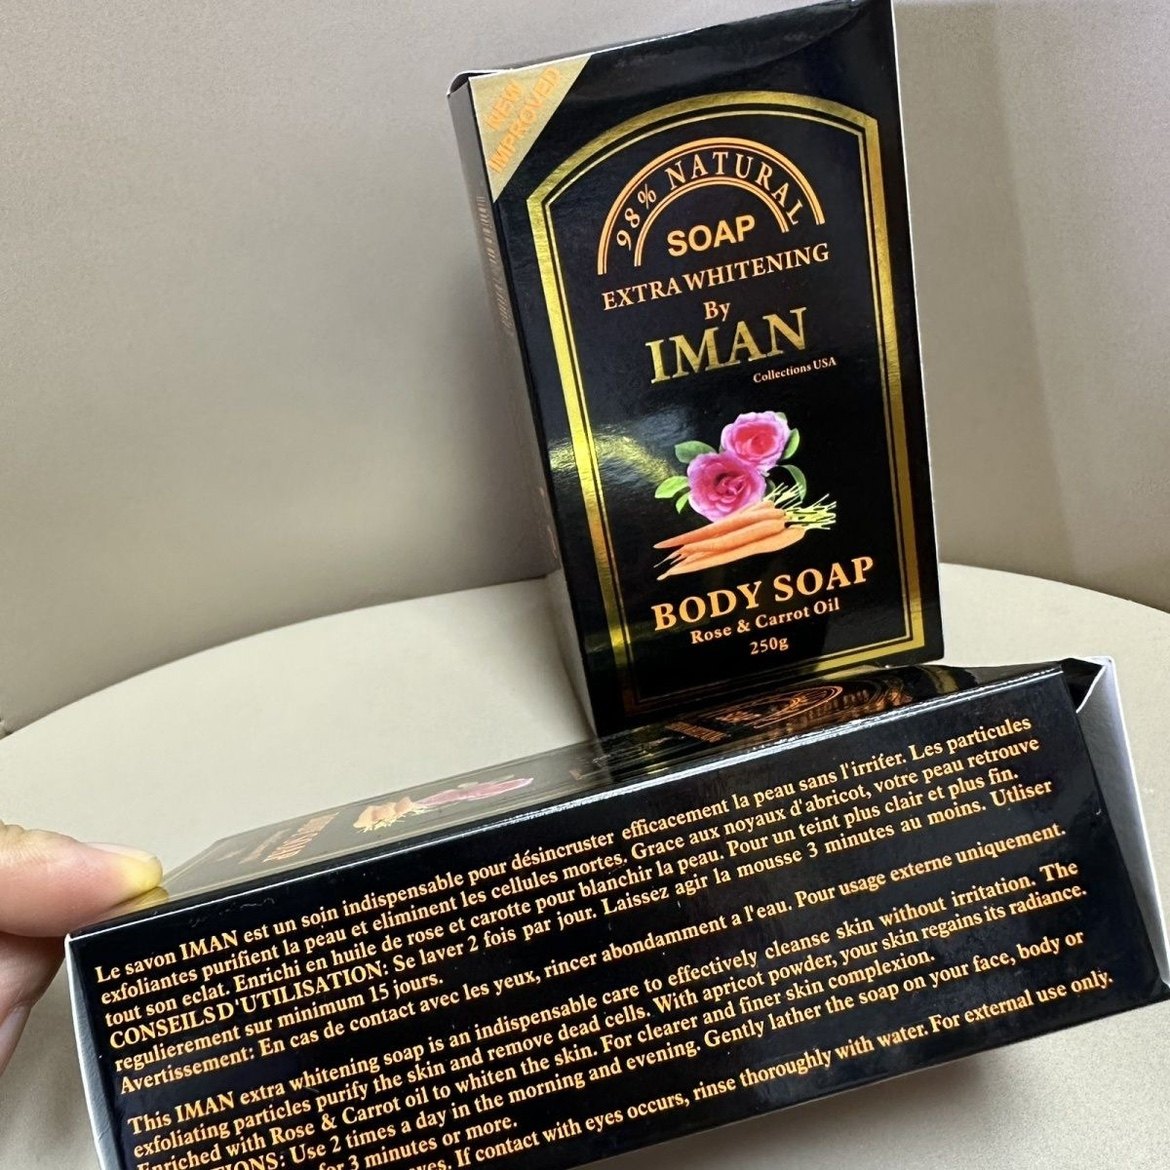 NEW
IMPROVED
98% NATURAL
SOAP
EXTRA WHITENING
By
IMAN
Collections USA
BODY SOAP
Rose & Carrot Oil
250g
Le savon IMAN est un soin indispensable pour désincruster efficacement la peau sans l'irrifer. Les particules
exfoliantes purifient la peau et eliminent les cellules mortes. Grace aux noyaux d'abricot, votre peau retrouve
tout son eclat. Enrichi en huile de rose et carotte pour blanchir la peau. Pour un teint plus clair et plus fin.
CONSEILS D'UTILISATION: Se laver 2 fois par jour. Laissez agir la mousse 3 minutes au moins. Utliser
regulierement sur minimum 15 jours.
Avertissement: En cas de contact avec les yeux, rincer abondamment a l'eau. Pour usage externe uniquement.
This IMAN extra whitening soap is an indispensable care to effectively cleanse skin without irritation. The
exfoliating particles purify the skin and remove dead cells. With apricot powder, your skin regains its radiance.
Enriched with Rose & Carrot oil to whiten the skin. For clearer and finer skin complexion.
Use 2 times a day in the morning and evening. Gently lather the soap on your face, body or
for 3 minutes or more.
If contact with eyes occurs, rinse thoroughly with water. For external use only.